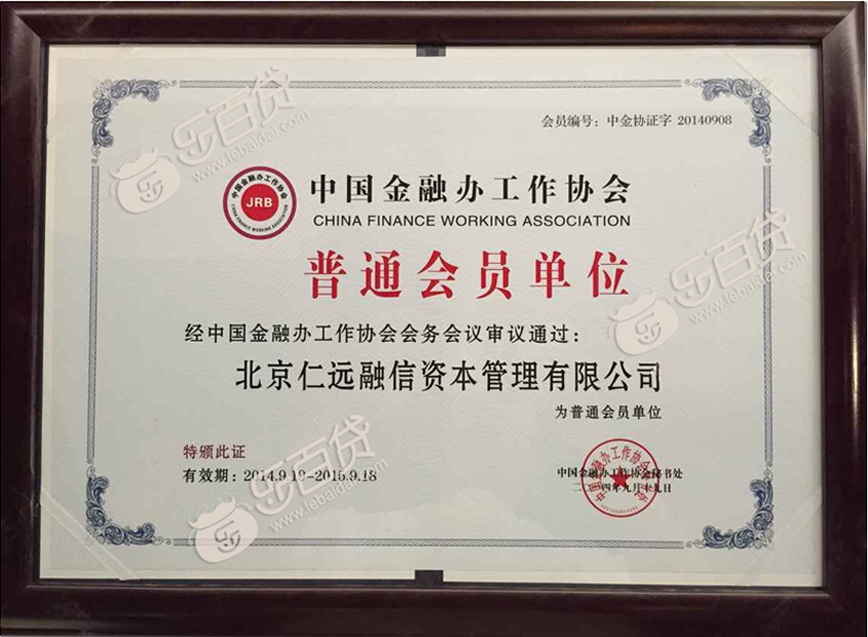 会员编号：中金协证字 20140908
中国金融办工作协会
JRB
CHINA FINANCE WORKING ASSOCIATION
中国金融办工作协会
CHINA FINANCE WORKING ASSOCIATION
普通会员单位
经中国金融办工作协会会务会议审议通过：
北京仁远融信资本管理有限公司
为普通会员单位
特颁此证
有效期：2014.9.19-2015.9.18
中国金融办工作协会秘书处
二〇一四年九月十九日
乐百贷
www.lebaidai.com
乐百贷
www.lebaidai.com
乐百贷
www.lebaidai.com